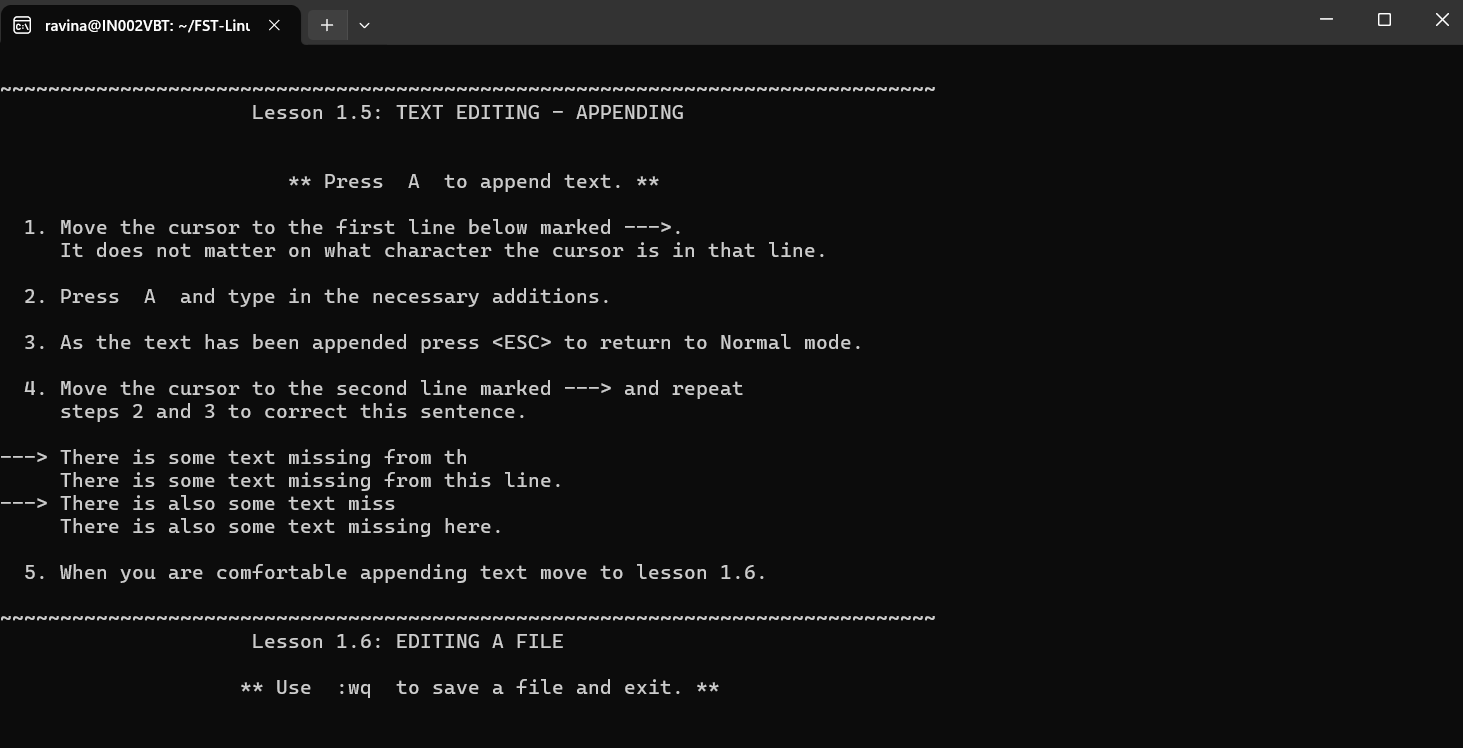 ravina@IN002VBT: ~/FST-Linu
~~~~~~~~~~~~~~~~~~~~~~~~~~~~~~~~~~~~~~~~~~~~~~~~~~~~~~~~~~~~~~~~~~~~~~~~~~~~~~
Lesson 1.5: TEXT EDITING - APPENDING
** Press  A  to append text. **
1. Move the cursor to the first line below marked --->.
It does not matter on what character the cursor is in that line.
2. Press  A  and type in the necessary additions.
3. As the text has been appended press <ESC> to return to Normal mode.
4. Move the cursor to the second line marked ---> and repeat
steps 2 and 3 to correct this sentence.
---> There is some text missing from th
There is some text missing from this line.
---> There is also some text miss
There is also some text missing here.
5. When you are comfortable appending text move to lesson 1.6.
~~~~~~~~~~~~~~~~~~~~~~~~~~~~~~~~~~~~~~~~~~~~~~~~~~~~~~~~~~~~~~~~~~~~~~~~~~~~~~
Lesson 1.6: EDITING A FILE
** Use  :wq  to save a file and exit. **